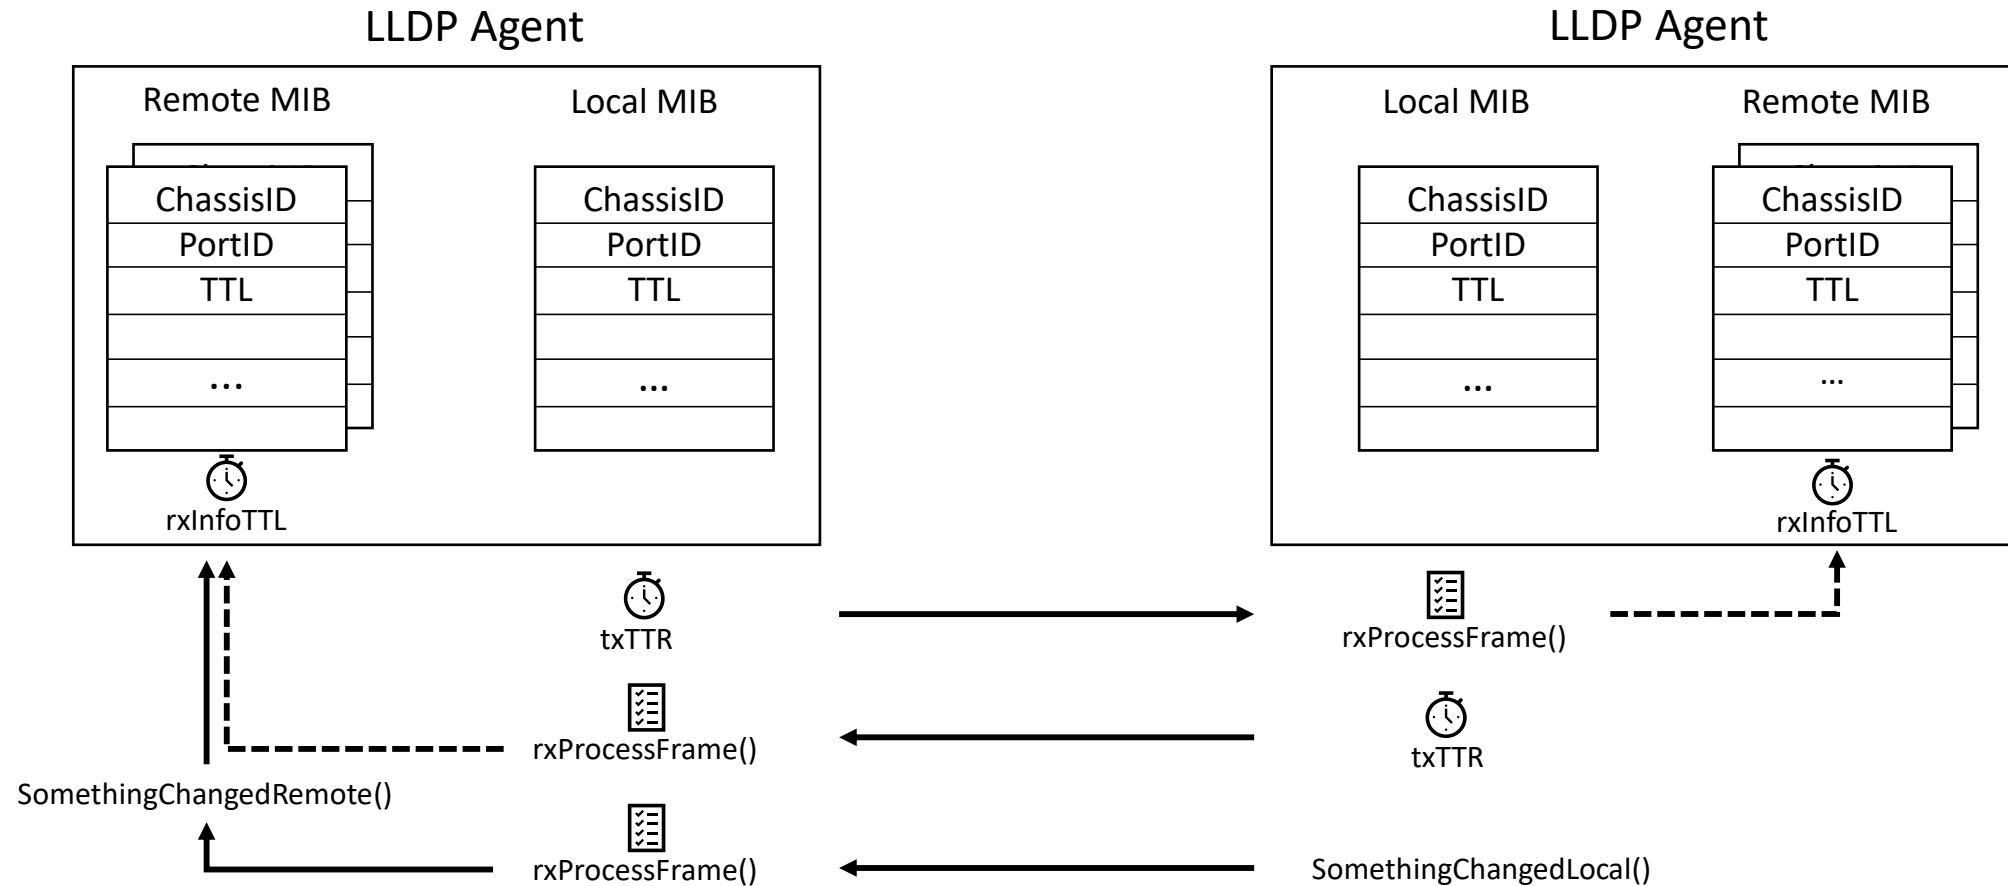 LLDP Agent
Remote MIB
Local MIB
ChassisID
PortID
TTL
...
rxInfoTTL
ChassisID
PortID
TTL
...
LLDP Agent
Local MIB
Remote MIB
ChassisID
PortID
TTL
...
ChassisID
PortID
TTL
...
rxInfoTTL
txTTR
rxProcessFrame()
rxProcessFrame()
txTTR
SomethingChangedRemote()
rxProcessFrame()
SomethingChangedLocal()